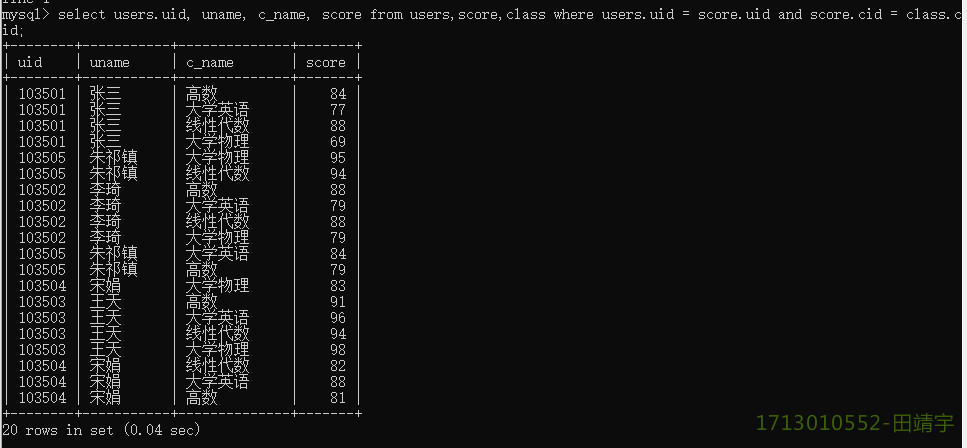 mysql> select users.uid, uname, c_name, score from users,score,class where users.uid = score.uid and score.cid = class.c
id;
+--------+-----------+--------------+-------+
| uid | uname | c_name | score |
+--------+-----------+--------------+-------+
| 103501 | 张三 | 高数 | 84 |
| 103501 | 张三 | 大学英语 | 77 |
| 103501 | 张三 | 线性代数 | 88 |
| 103501 | 张三 | 大学物理 | 69 |
| 103505 | 朱祁镇 | 大学物理 | 95 |
| 103505 | 朱祁镇 | 线性代数 | 94 |
| 103502 | 李琦 | 高数 | 88 |
| 103502 | 李琦 | 大学英语 | 79 |
| 103502 | 李琦 | 线性代数 | 88 |
| 103502 | 李琦 | 大学物理 | 79 |
| 103505 | 朱祁镇 | 大学英语 | 84 |
| 103505 | 朱祁镇 | 高数 | 79 |
| 103504 | 宋娟 | 大学物理 | 83 |
| 103503 | 王天 | 高数 | 91 |
| 103503 | 王天 | 大学英语 | 96 |
| 103503 | 王天 | 线性代数 | 94 |
| 103503 | 王天 | 大学物理 | 98 |
| 103504 | 宋娟 | 线性代数 | 82 |
| 103504 | 宋娟 | 大学英语 | 88 |
| 103504 | 宋娟 | 高数 | 81 |
+--------+-----------+--------------+-------+
20 rows in set (0.04 sec)
1713010552-田靖宇